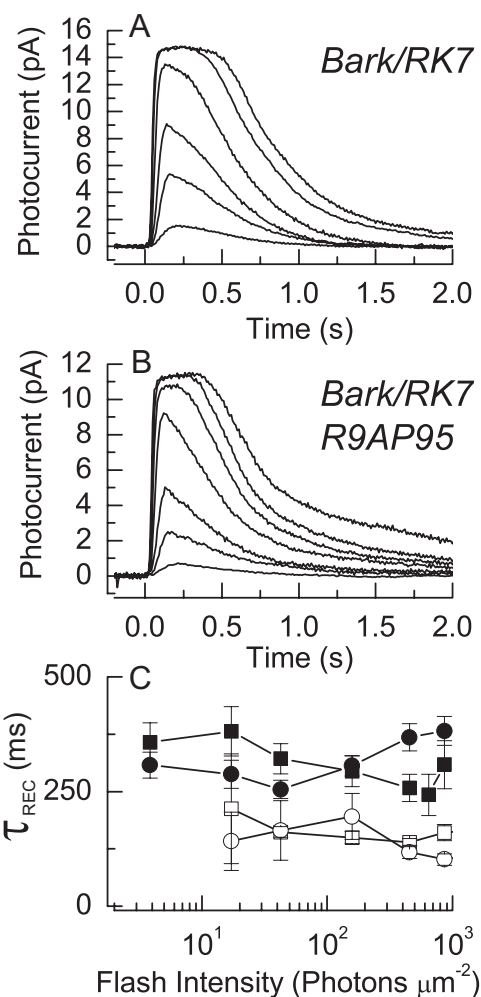 A
Bark/RK7
Photocurrent (pA)
16
14
12
10
8
6
4
2
0
0.0 0.5 1.0 1.5 2.0
Time (s)
B
Bark/RK7
R9AP95
Photocurrent (pA)
12
10
8
6
4
2
0
0.0 0.5 1.0 1.5 2.0
Time (s)
C
τREC (ms)
500
250
0
10¹ 10² 10³
Flash Intensity (Photons μm⁻²)